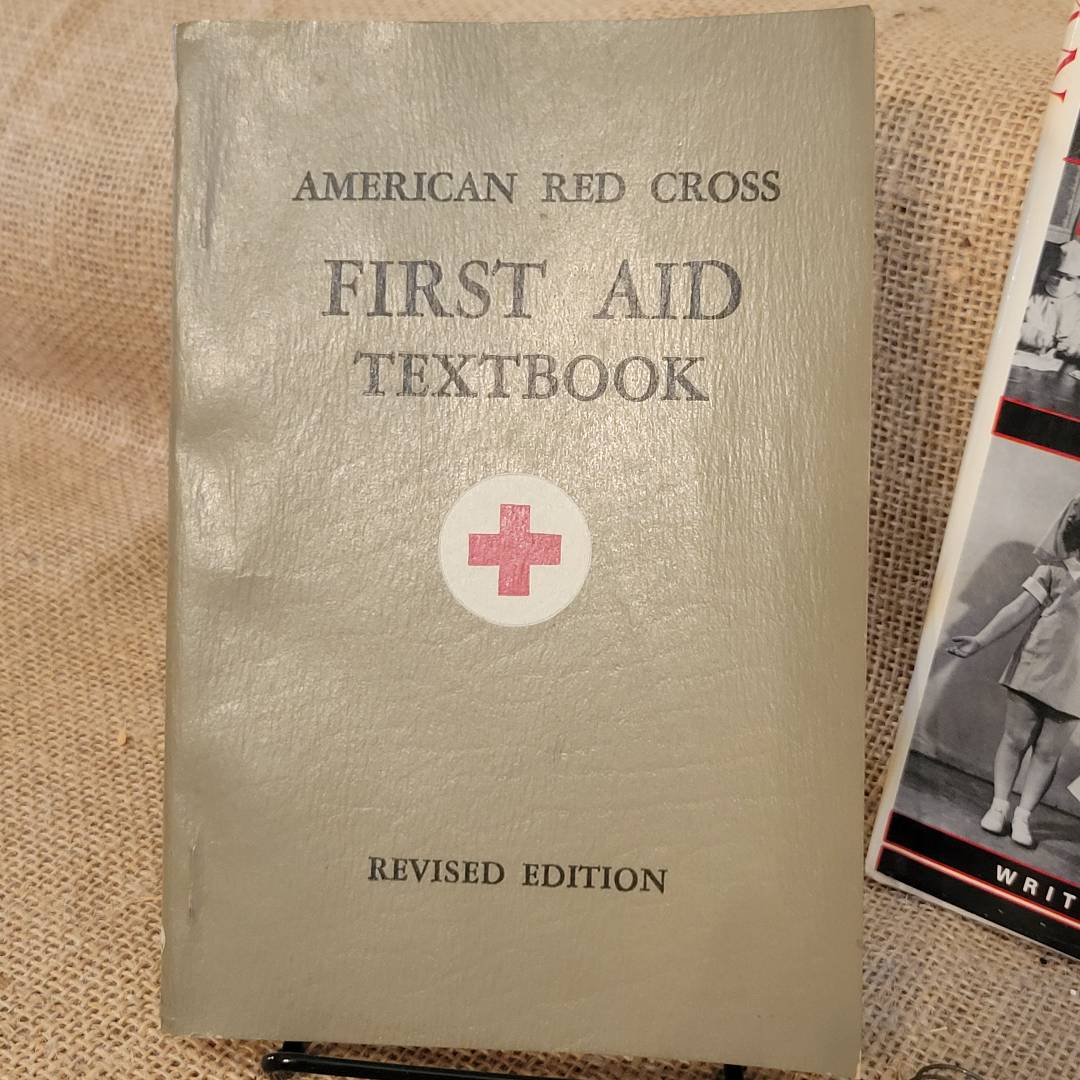 AMERICAN RED CROSS
FIRST AID
TEXTBOOK
REVISED EDITION
WRIT